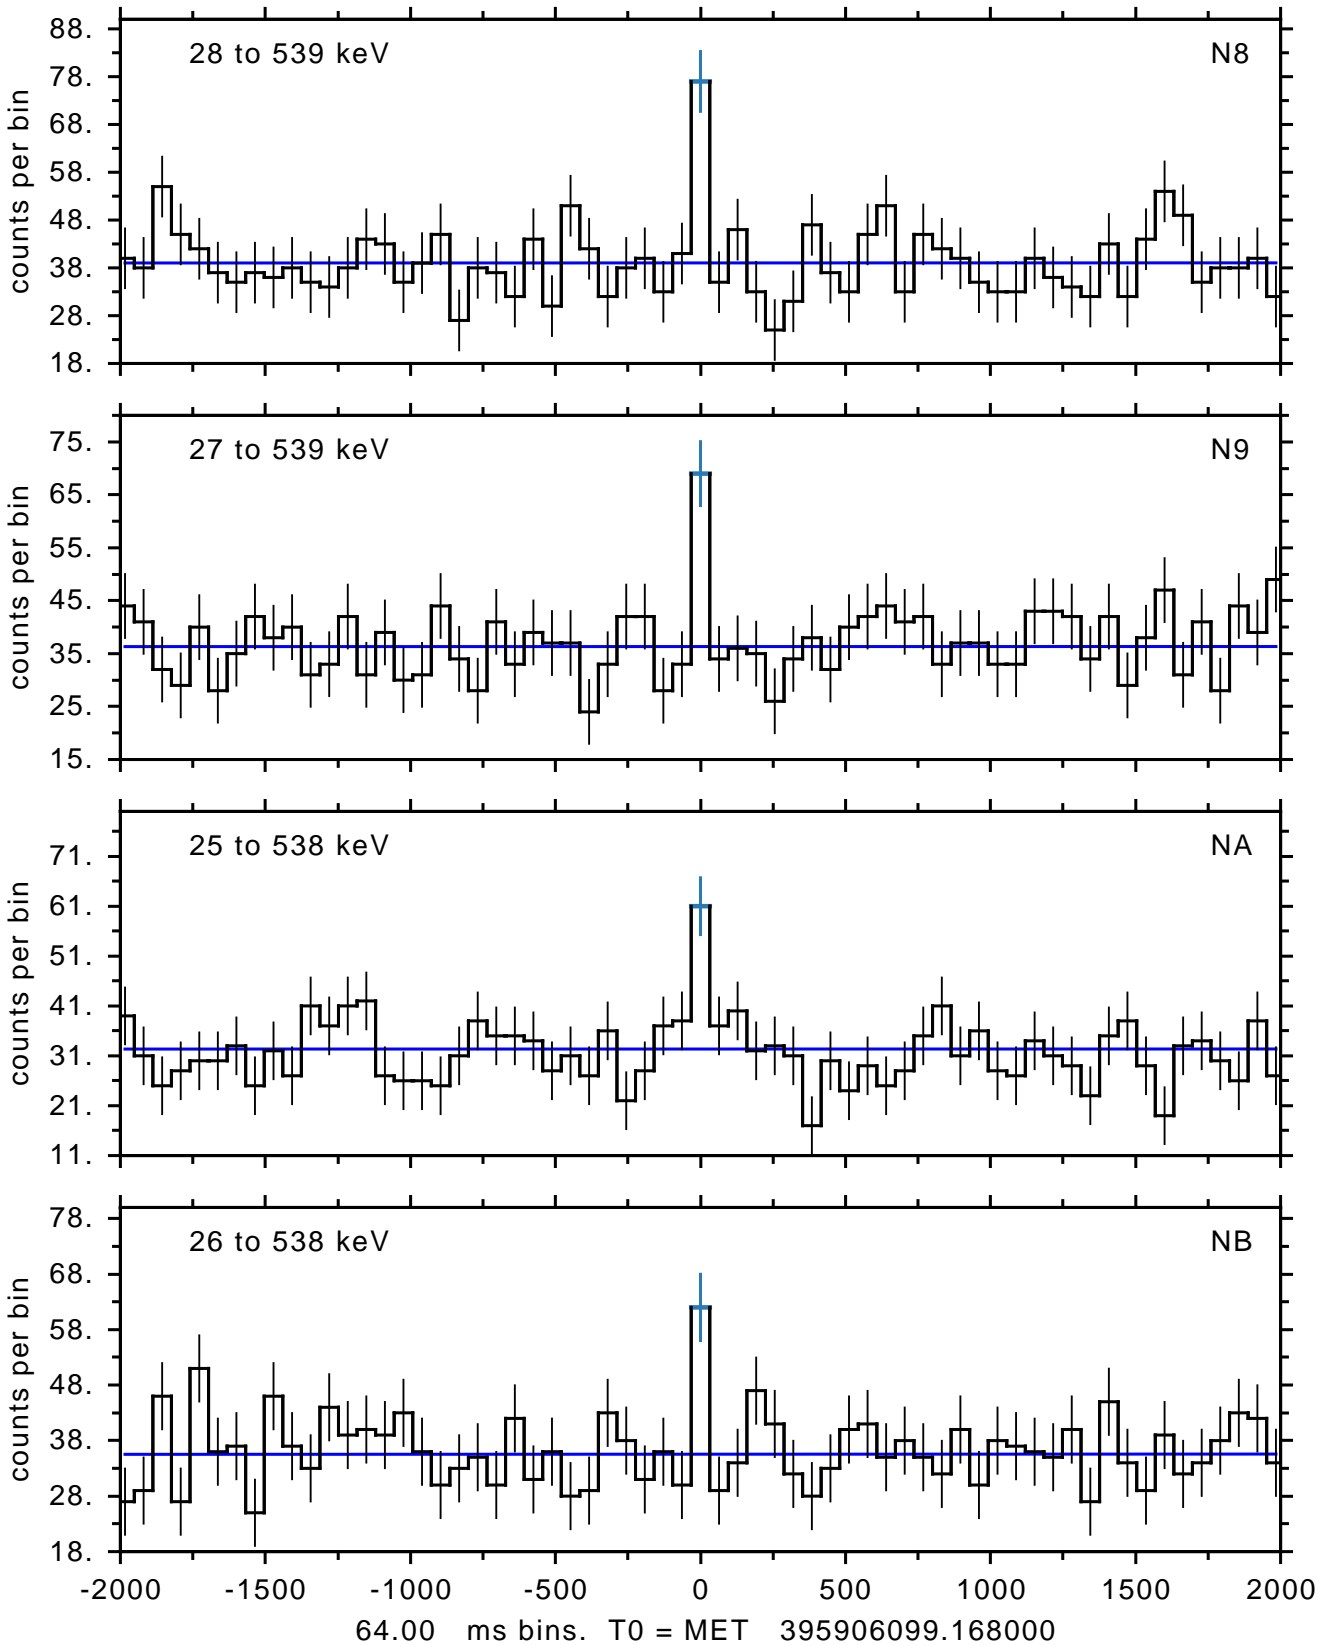 88.
78.
68.
58.
48.
38.
28.
18.
counts per bin
28 to 539 keV
N8
75.
65.
55.
45.
35.
25.
15.
counts per bin
27 to 539 keV
N9
71.
61.
51.
41.
31.
21.
11.
counts per bin
25 to 538 keV
NA
78.
68.
58.
48.
38.
28.
18.
counts per bin
26 to 538 keV
NB
-2000 -1500 -1000 -500 0 500 1000 1500 2000
64.00 ms bins. T0 = MET 395906099.168000